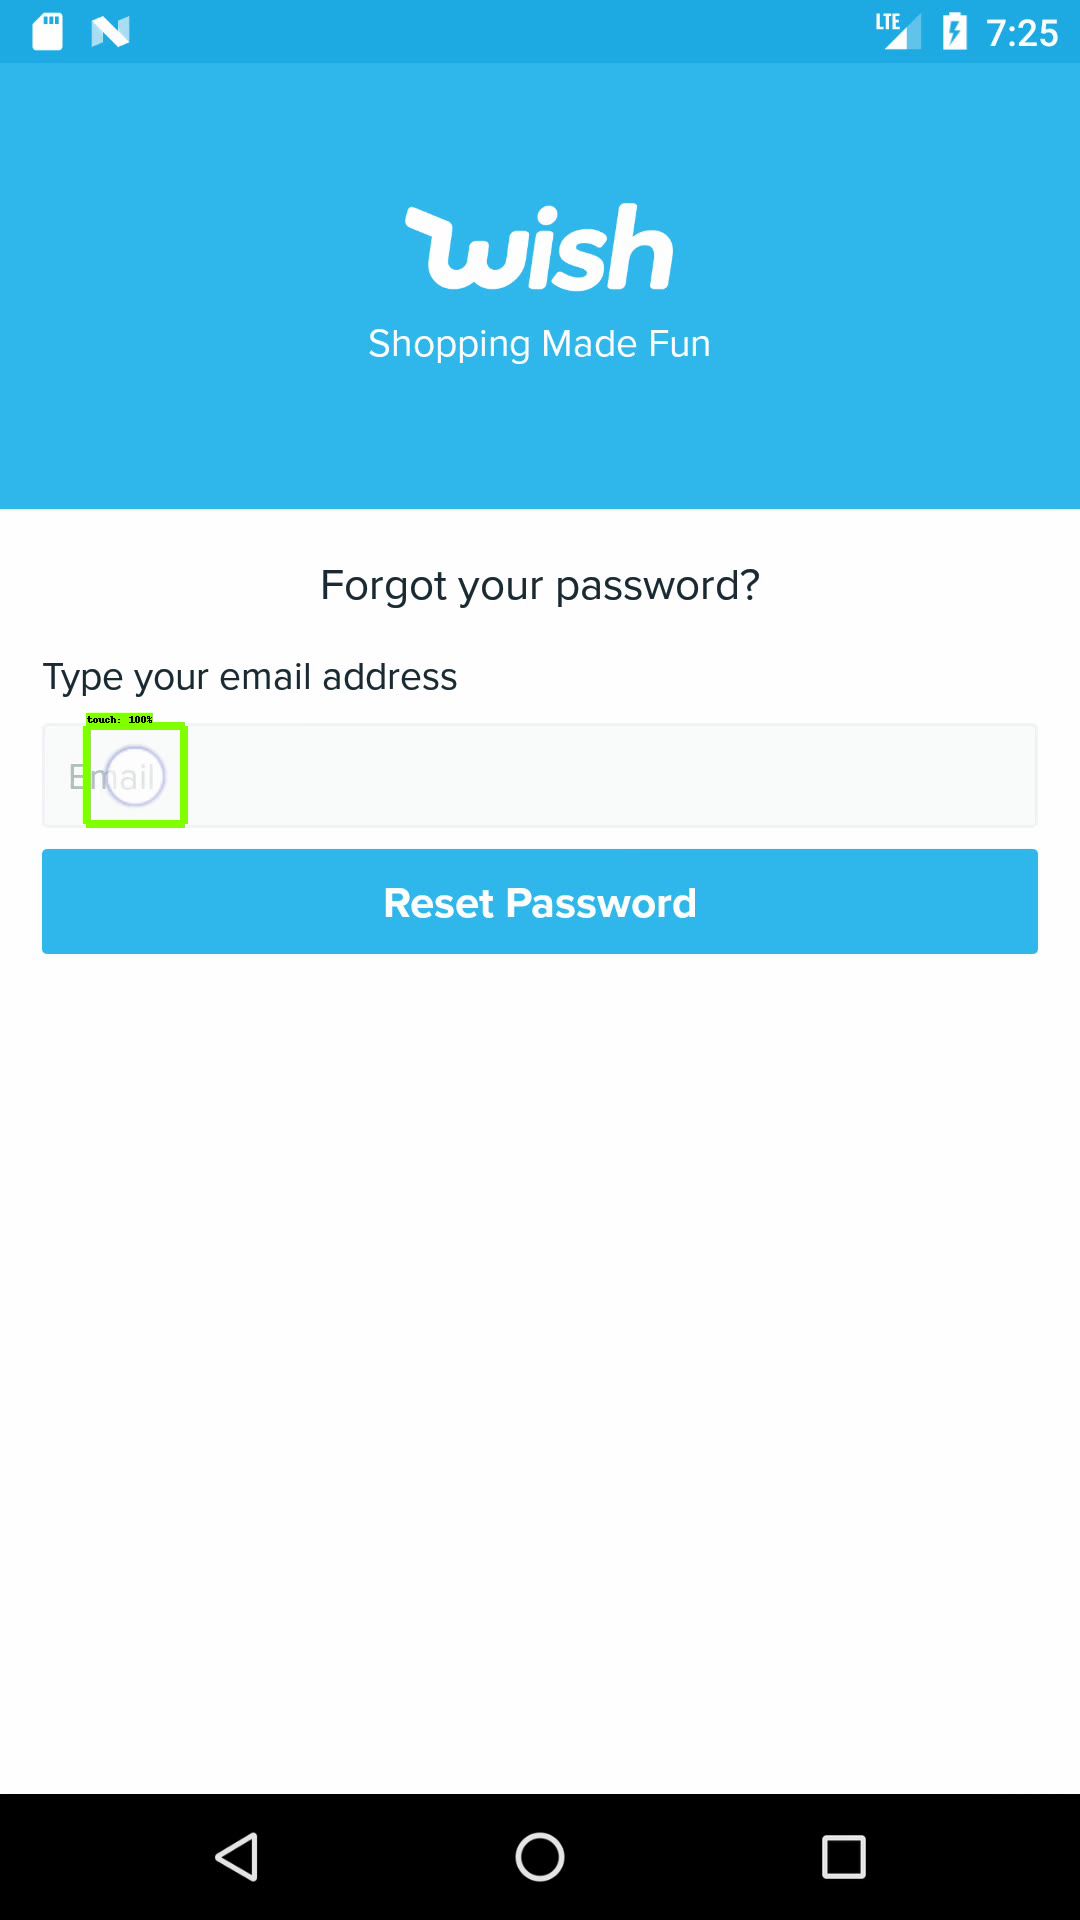 LTE 7:25
wish
Shopping Made Fun
Forgot your password?
Type your email address
touch: 100%
Email
Reset Password